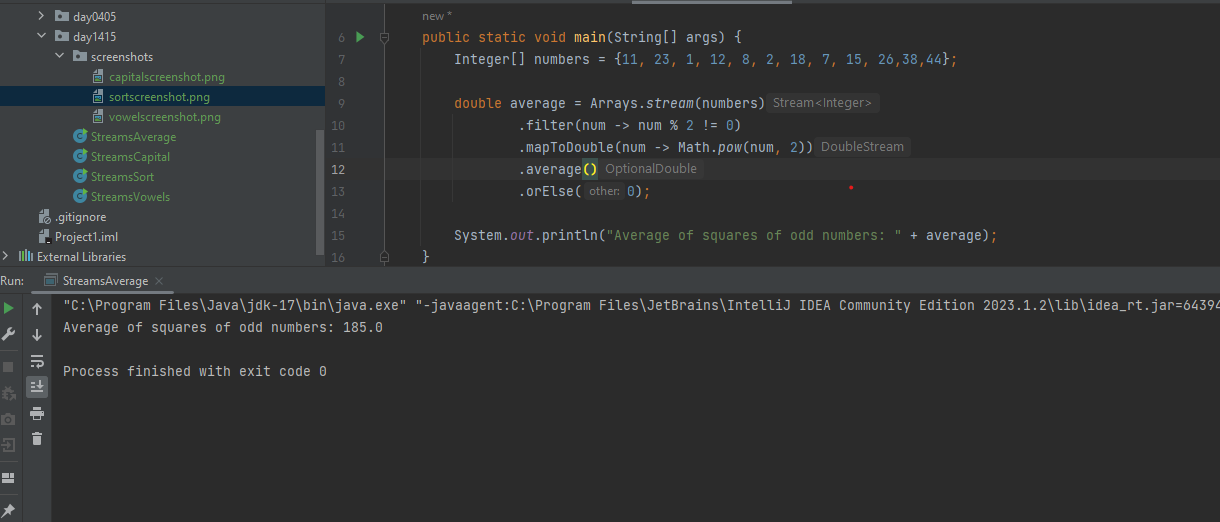 day0405
day1415
screenshots
capitalscreenshot.png
sortscreenshot.png
vowelscreenshot.png
StreamsAverage
StreamsCapital
StreamsSort
StreamsVowels
.gitignore
Project1.iml
External Libraries
new *
6 public static void main(String[] args) {
7 Integer[] numbers = {11, 23, 1, 12, 8, 2, 18, 7, 15, 26,38,44};
8
9 double average = Arrays.stream(numbers) Stream<Integer>
10 .filter(num -> num % 2 != 0)
11 .mapToDouble(num -> Math.pow(num, 2)) DoubleStream
12 .average() OptionalDouble
13 .orElse( other: 0);
14
15 System.out.println("Average of squares of odd numbers: " + average);
16 }
Run: StreamsAverage
"C:\Program Files\Java\jdk-17\bin\java.exe" "-javaagent:C:\Program Files\JetBrains\IntelliJ IDEA Community Edition 2023.1.2\lib\idea_rt.jar=64394
Average of squares of odd numbers: 185.0
Process finished with exit code 0